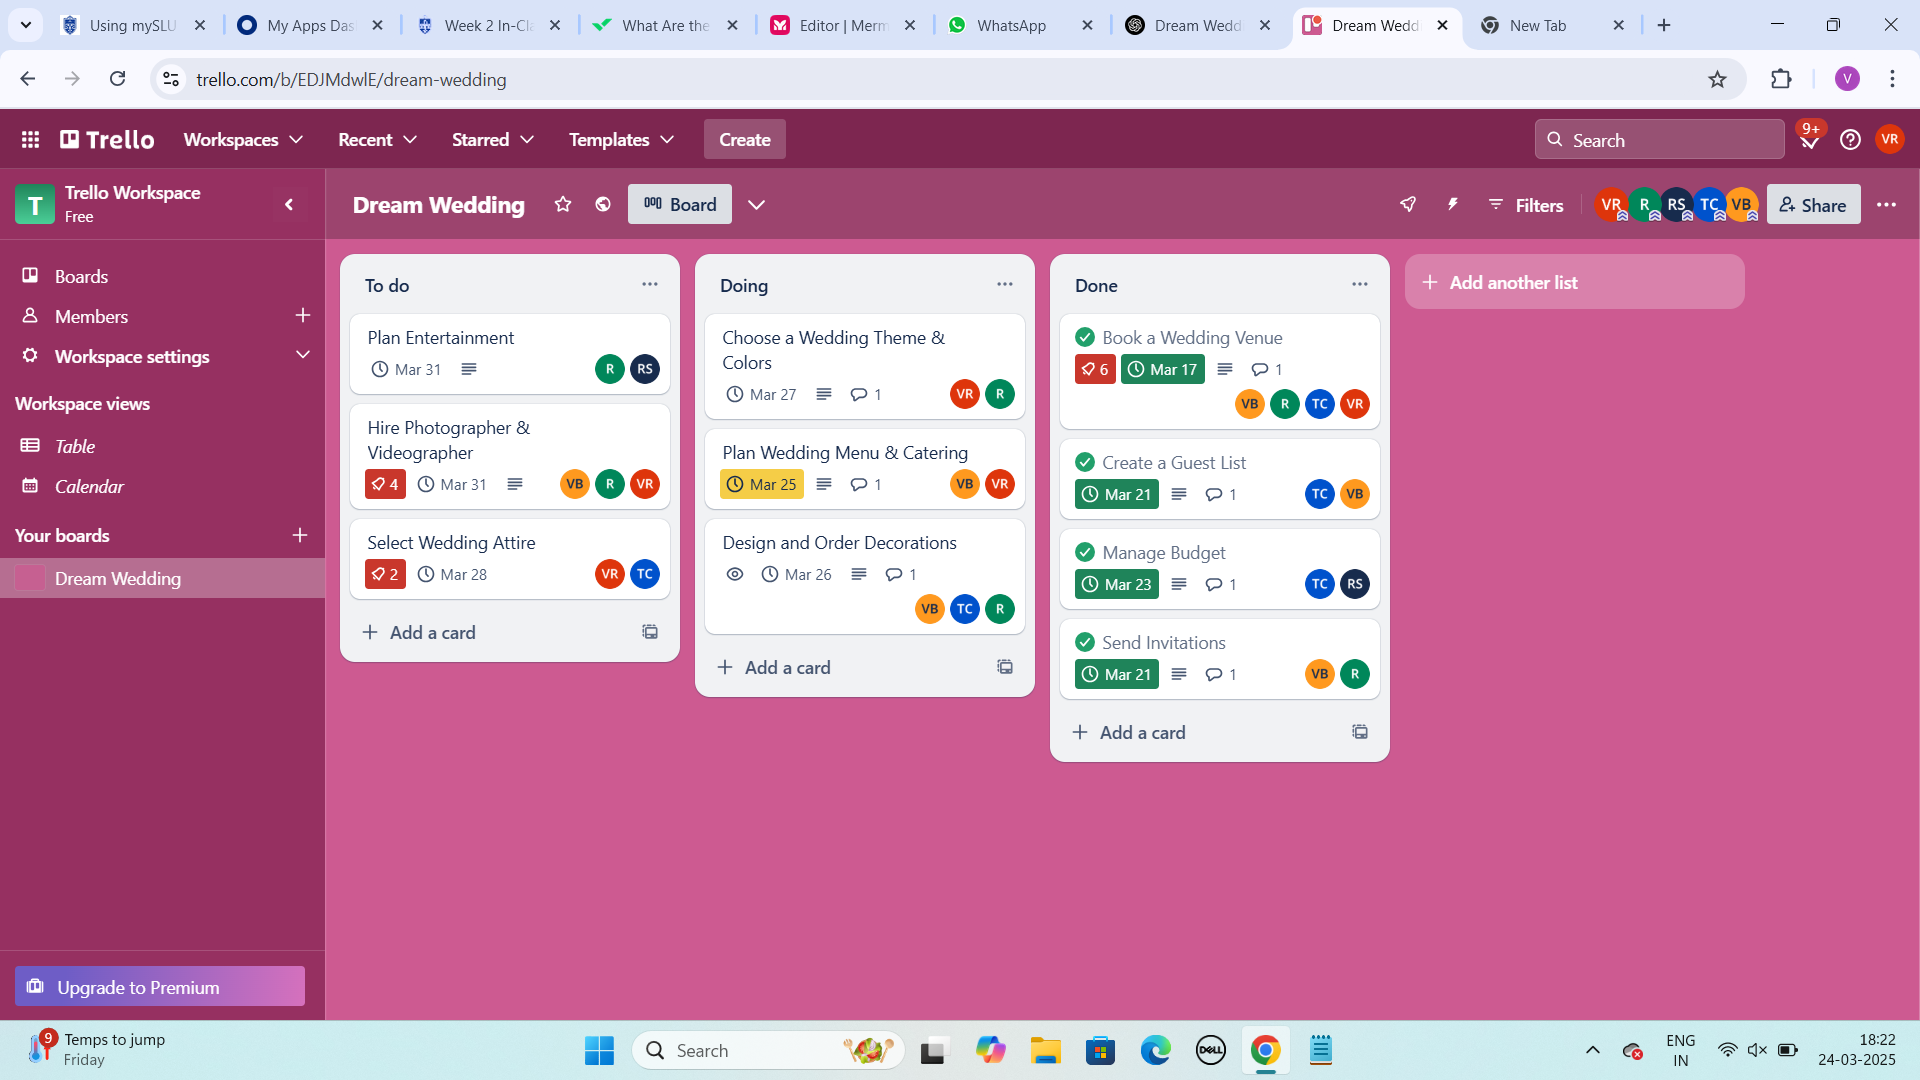 Using mySLU
My Apps Das
Week 2 In-Cla
What Are the
Editor | Merm
WhatsApp
Dream Wedd
Dream Wedd
New Tab
trello.com/b/EDJMdwlE/dream-wedding
V
Trello
Workspaces
Recent
Starred
Templates
Create
Search
9+
VR
T
Trello Workspace
Free
Dream Wedding
Board
Filters
VR
R
RS
TC
VB
Share
Boards
Members
Workspace settings
Workspace views
Table
Calendar
Your boards
Dream Wedding
Upgrade to Premium
To do
Plan Entertainment
Mar 31
R
RS
Hire Photographer &
Videographer
4
Mar 31
VB
R
VR
Select Wedding Attire
2
Mar 28
VR
TC
Add a card
Doing
Choose a Wedding Theme &
Colors
Mar 27
1
VR
R
Plan Wedding Menu & Catering
Mar 25
1
VB
VR
Design and Order Decorations
Mar 26
1
VB
TC
R
Add a card
Done
Book a Wedding Venue
6
Mar 17
1
VB
R
TC
VR
Create a Guest List
Mar 21
1
TC
VB
Manage Budget
Mar 23
1
TC
RS
Send Invitations
Mar 21
1
VB
R
Add a card
Add another list
9
Temps to jump
Friday
Search
DELL
ENG
IN
18:22
24-03-2025